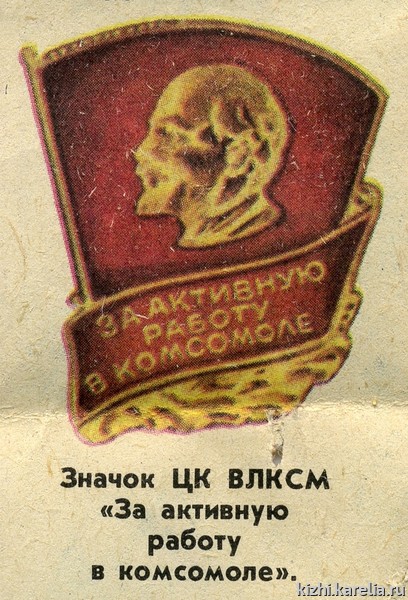 ЗА АКТИВНУЮ
РАБОТУ
В КОМСОМОЛЕ
Значок ЦК ВЛКСМ
«За активную
работу
в комсомоле».
kizhi.karelia.ru